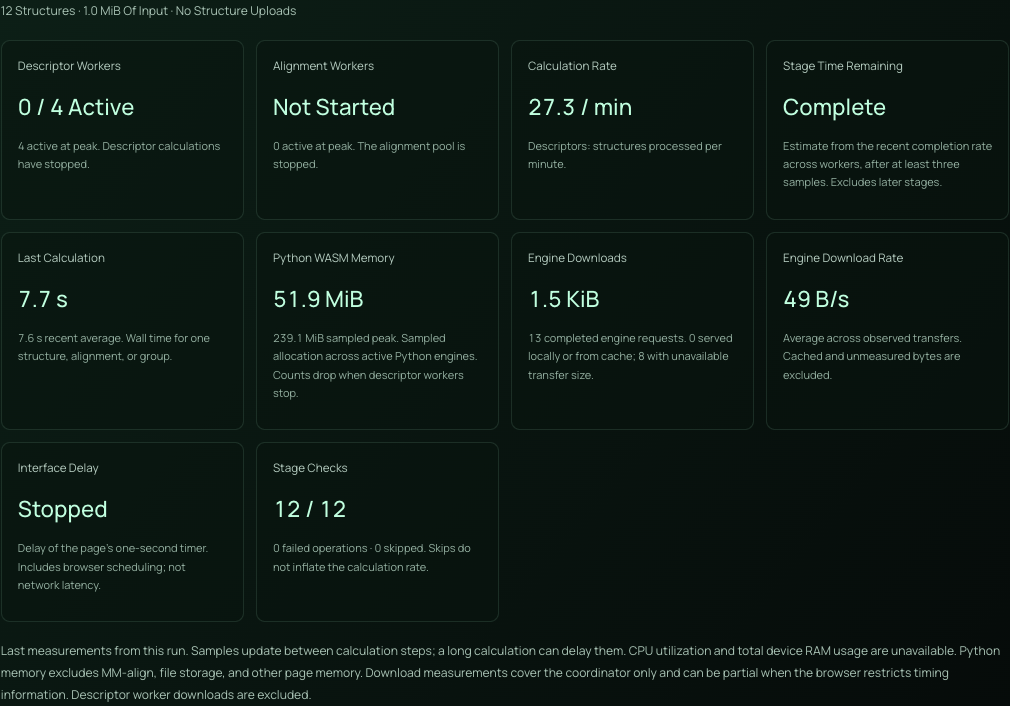 12 Structures · 1.0 MiB Of Input · No Structure Uploads
Descriptor Workers
0 / 4 Active
4 active at peak. Descriptor calculations
have stopped.
Alignment Workers
Not Started
0 active at peak. The alignment pool is
stopped.
Calculation Rate
27.3 / min
Descriptors: structures processed per
minute.
Stage Time Remaining
Complete
Estimate from the recent completion rate
across workers, after at least three
samples. Excludes later stages.
Last Calculation
7.7 s
7.6 s recent average. Wall time for one
structure, alignment, or group.
Python WASM Memory
51.9 MiB
239.1 MiB sampled peak. Sampled
allocation across active Python engines.
Counts drop when descriptor workers
stop.
Engine Downloads
1.5 KiB
13 completed engine requests. 0 served
locally or from cache; 8 with unavailable
transfer size.
Engine Download Rate
49 B/s
Average across observed transfers.
Cached and unmeasured bytes are
excluded.
Interface Delay
Stopped
Delay of the page's one-second timer.
Includes browser scheduling; not
network latency.
Stage Checks
12 / 12
0 failed operations · 0 skipped. Skips do
not inflate the calculation rate.
Last measurements from this run. Samples update between calculation steps; a long calculation can delay them. CPU utilization and total device RAM usage are unavailable. Python
memory excludes MM-align, file storage, and other page memory. Download measurements cover the coordinator only and can be partial when the browser restricts timing
information. Descriptor worker downloads are excluded.